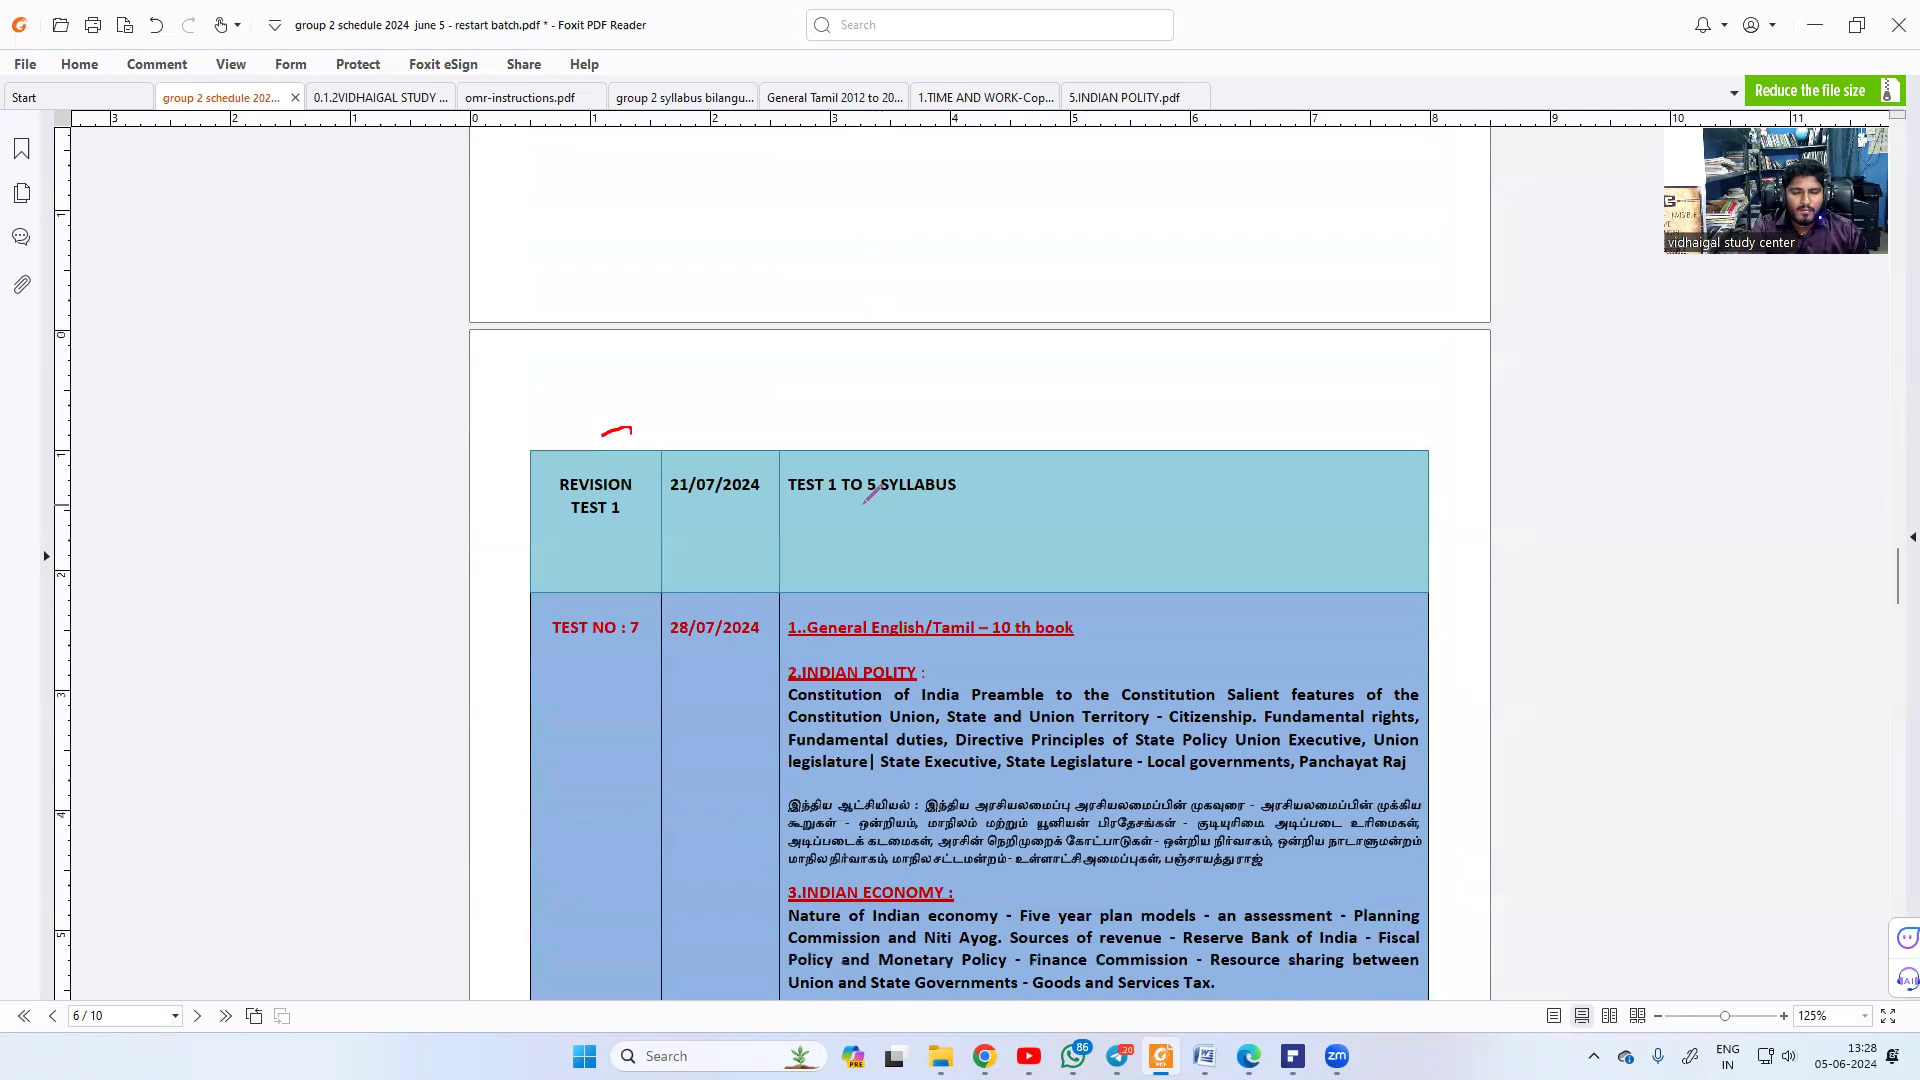 group 2 schedule 2024 june 5 - restart batch.pdf * - Foxit PDF Reader
Search
File Home Comment View Form Protect Foxit eSign Share Help
Start
group 2 schedule 202...
0.1.2VIDHAIGAL STUDY ...
omr-instructions.pdf
group 2 syllabus bilangu...
General Tamil 2012 to 20...
1.TIME AND WORK-Cop...
5.INDIAN POLITY.pdf
Reduce the file size
vidhaigal study center
REVISION
TEST 1
21/07/2024
TEST 1 TO 5 SYLLABUS
TEST NO : 7
28/07/2024
1..General English/Tamil – 10 th book
2.INDIAN POLITY :
Constitution of India Preamble to the Constitution Salient features of the
Constitution Union, State and Union Territory - Citizenship. Fundamental rights,
Fundamental duties, Directive Principles of State Policy Union Executive, Union
legislature| State Executive, State Legislature - Local governments, Panchayat Raj
இந்திய ஆட்சியியல் : இந்திய அரசியலமைப்பு அரசியலமைப்பின் முகவுரை - அரசியலமைப்பின் முக்கிய
கூறுகள் - ஒன்றியம், மாநிலம் மற்றும் யூனியன் பிரதேசங்கள் - குடியுரிமை. அடிப்படை உரிமைகள்,
அடிப்படைக் கடமைகள், அரசின் நெறிமுறைக் கோட்பாடுகள் - ஒன்றிய நிர்வாகம், ஒன்றிய நாடாளுமன்றம்
மாநில நிர்வாகம், மாநில சட்டமன்றம் - உள்ளாட்சி அமைப்புகள், பஞ்சாயத்து ராஜ்
3.INDIAN ECONOMY :
Nature of Indian economy - Five year plan models - an assessment - Planning
Commission and Niti Ayog. Sources of revenue - Reserve Bank of India - Fiscal
Policy and Monetary Policy - Finance Commission - Resource sharing between
Union and State Governments - Goods and Services Tax.
6 / 10
125%
Search
86
20
ENG
IN
13:28
05-06-2024